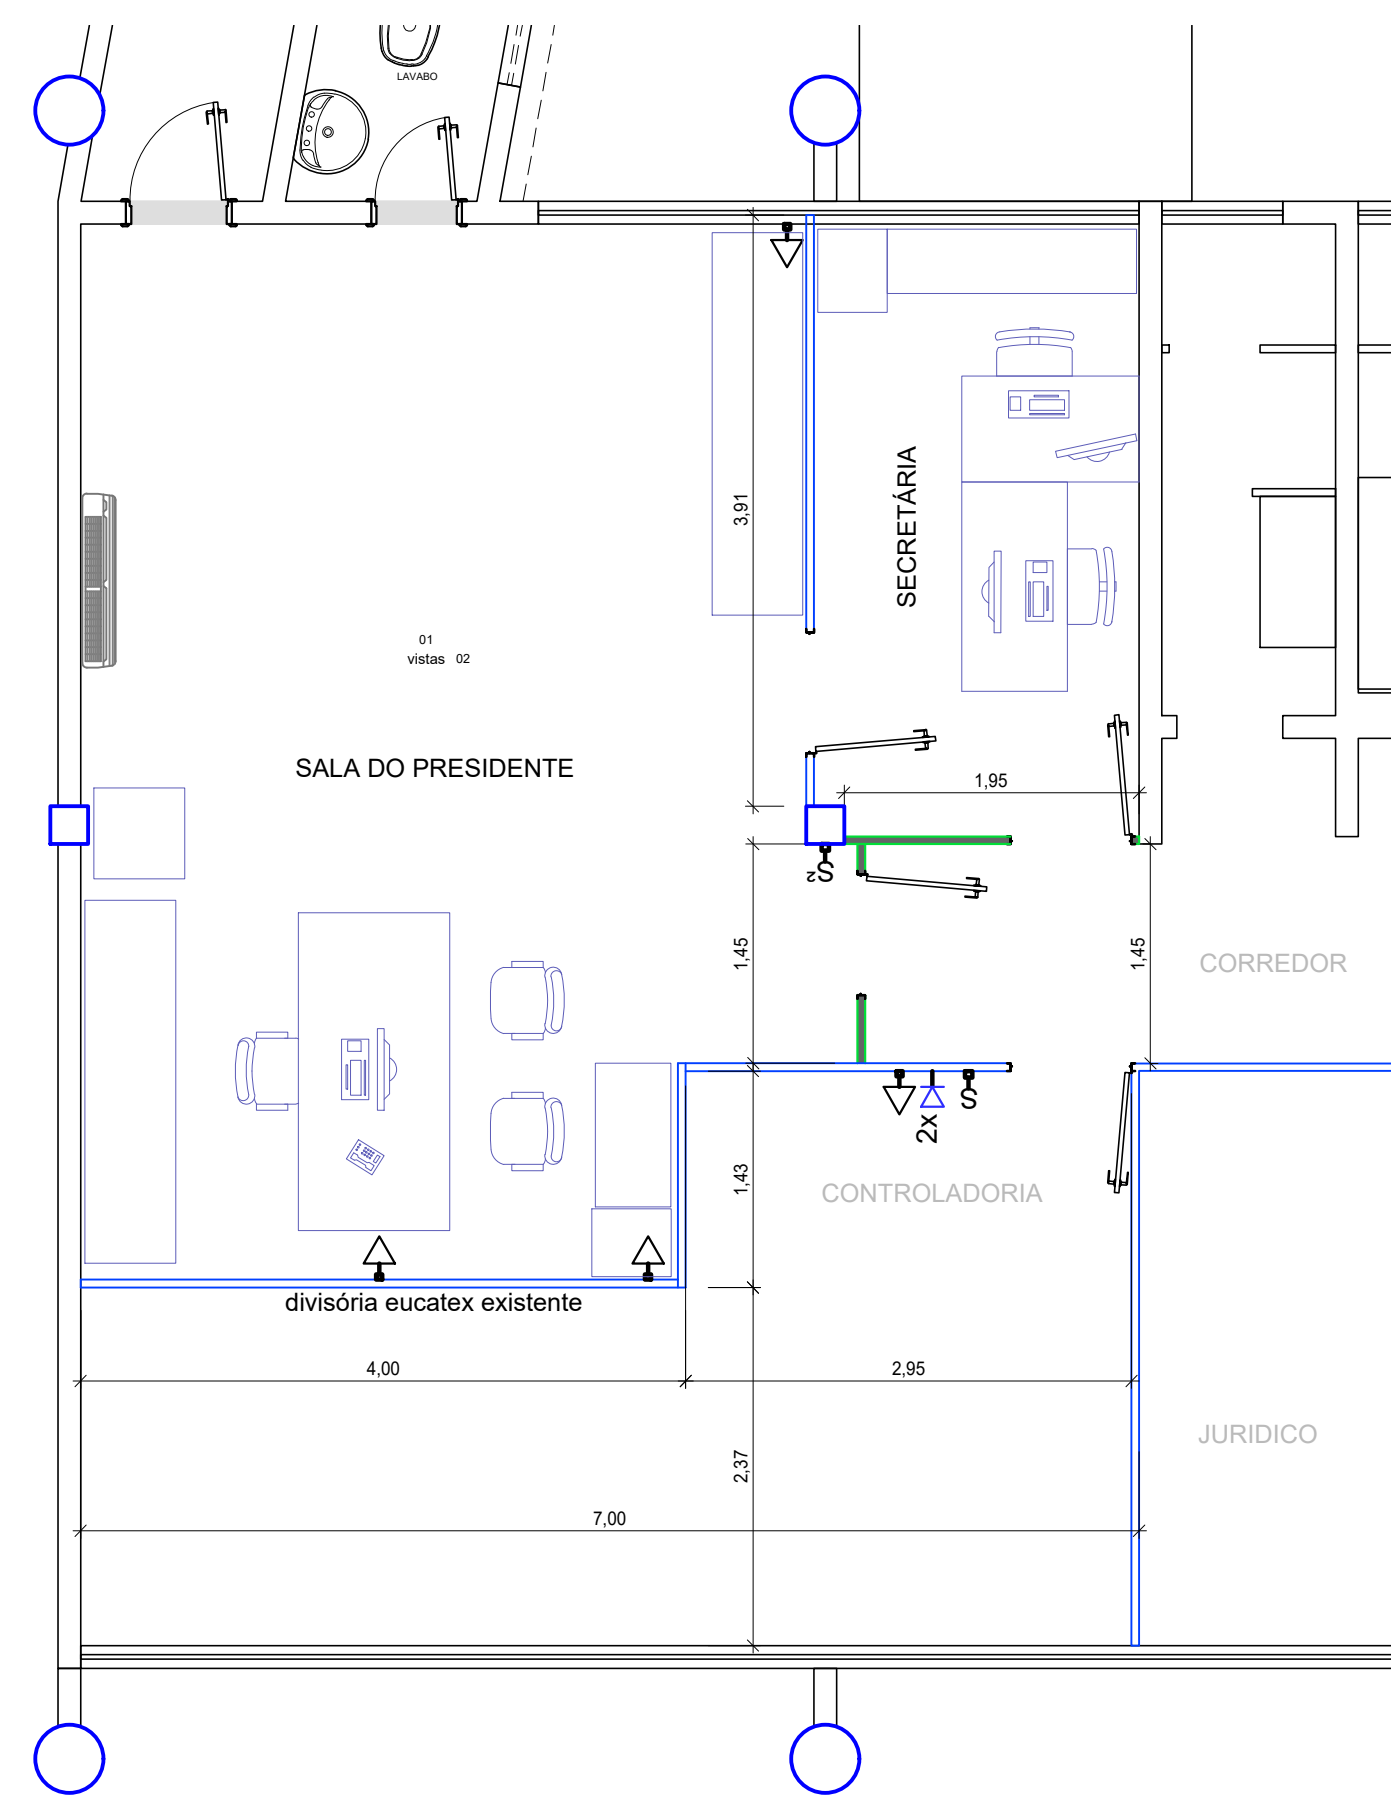 LAVABO
3,91
SECRETÁRIA
01
vistas 02
SALA DO PRESIDENTE
1,95
S2
1,45
1,45
CORREDOR
S
2x
1,43
CONTROLADORIA
divisória eucatex existente
4,00
2,95
JURIDICO
2,37
7,00